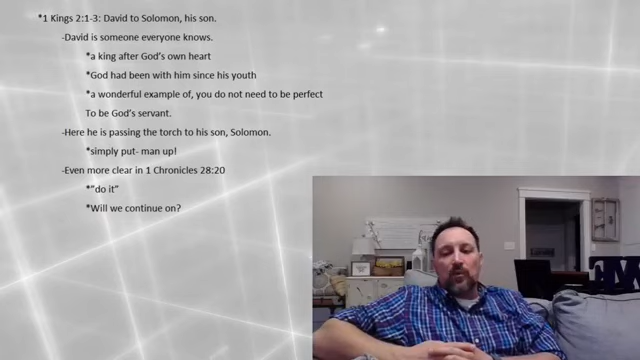 *1 Kings 2:1-3: David to Solomon, his son.
-David is someone everyone knows.
*a king after God's own heart
*God had been with him since his youth
*a wonderful example of, you do not need to be perfect
To be God's servant.
-Here he is passing the torch to his son, Solomon.
*simply put- man up!
-Even more clear in 1 Chronicles 28:20
*"do it"
*Will we continue on?